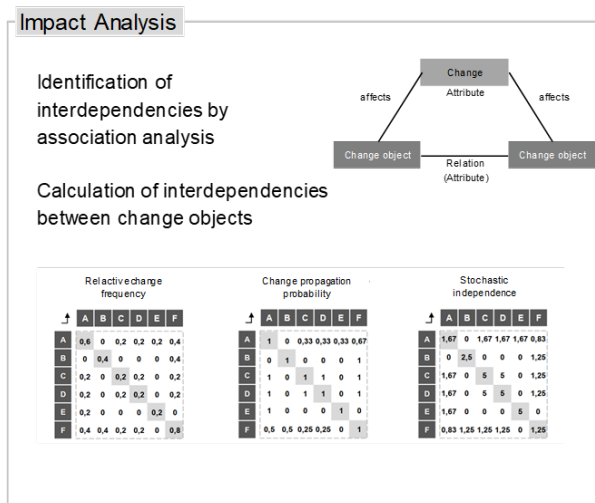 Impact Analysis
Identification of
interdependencies by
association analysis
Calculation of interdependencies
between change objects
Change
Attribute
affects
affects
Change object
Change object
Relation
(Attribute)
Relactive change
frequency
A B C D E F
A 0,6 0 0,2 0,2 0,2 0,4
B 0 0,4 0 0 0 0,4
C 0,2 0 0,2 0,2 0 0,2
D 0,2 0 0,2 0,2 0 0,2
E 0,2 0 0 0 0,2 0
F 0,4 0,4 0,2 0,2 0 0,8
Change propagation
probability
A B C D E F
A 1 0 0,33 0,33 0,33 0,67
B 0 1 0 0 0 1
C 1 0 1 1 0 1
D 1 0 1 1 0 1
E 1 0 0 0 1 0
F 0,5 0,5 0,25 0,25 0 1
Stochastic
independence
A B C D E F
A 1,67 0 1,67 1,67 1,67 0,83
B 0 2,5 0 0 0 1,25
C 1,67 0 5 5 0 1,25
D 1,67 0 5 5 0 1,25
E 1,67 0 0 0 5 0
F 0,83 1,25 1,25 1,25 0 1,25